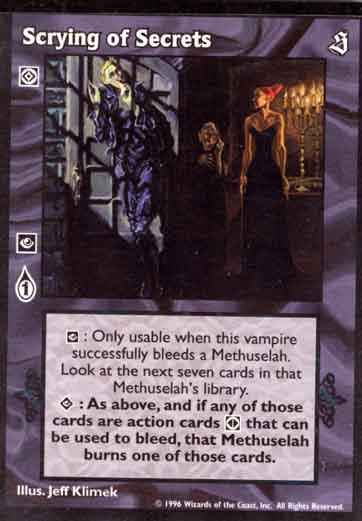 Scrying of Secrets
1
: Only usable when this vampire
successfully bleeds a Methuselah.
Look at the next seven cards in that
Methuselah's library.
: As above, and if any of those
cards are action cards that can
be used to bleed, that Methuselah
burns one of those cards.
Illus. Jeff Klimek
© 1996 Wizards of the Coast, Inc. All Rights Reserved.